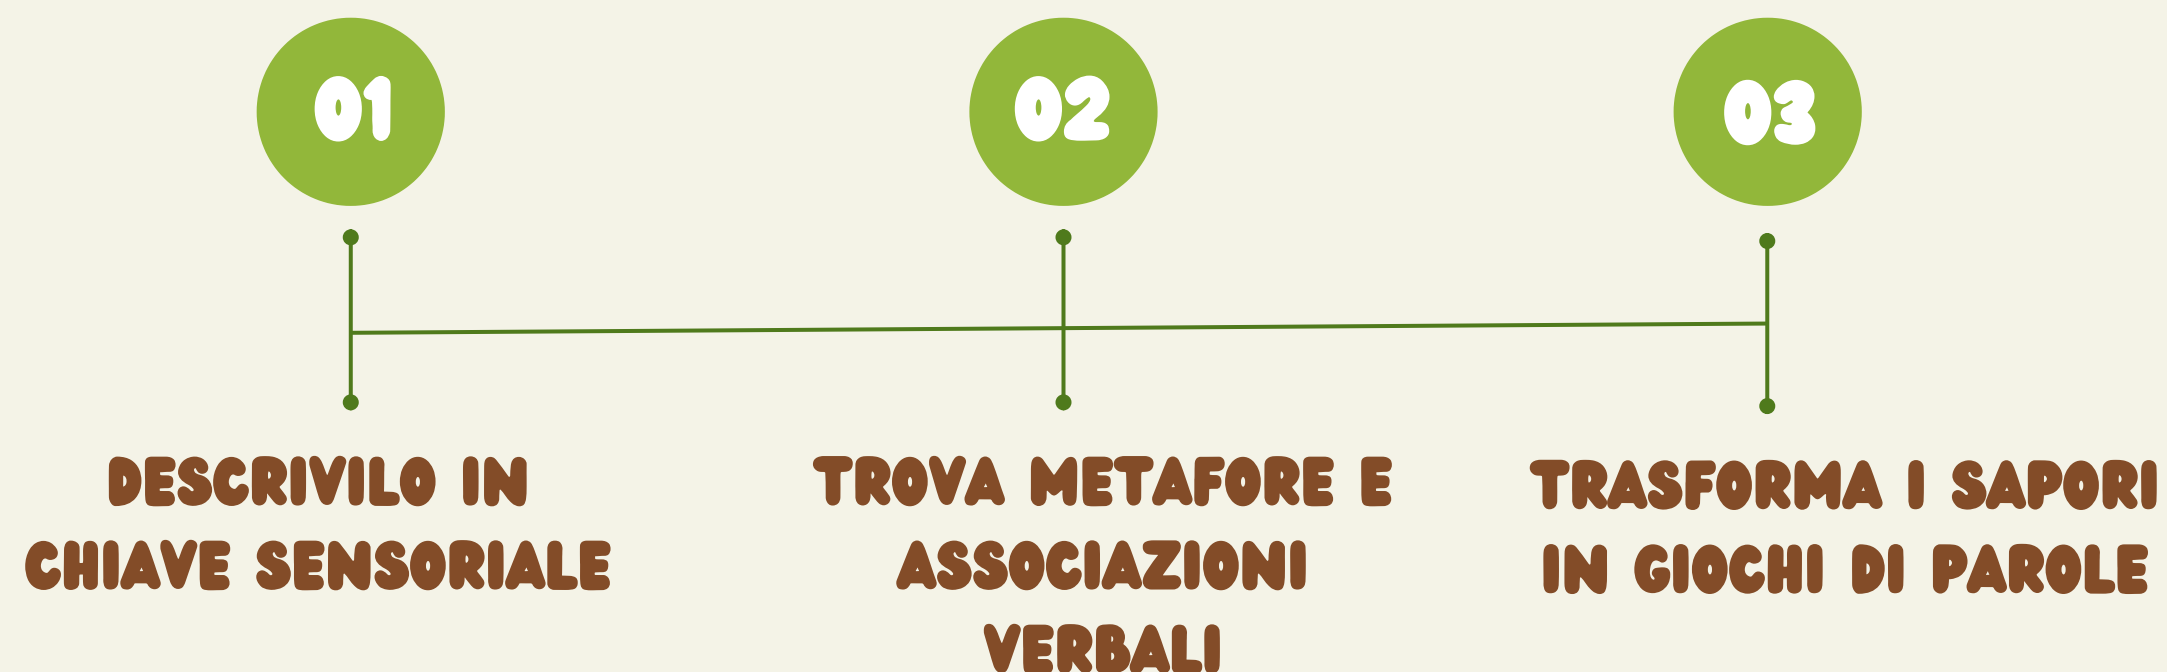 01
DESCRIVILO IN
CHIAVE SENSORIALE
02
TROVA METAFORE E
ASSOCIAZIONI
VERBALI
03
TRASFORMA I SAPORI
IN GIOCHI DI PAROLE